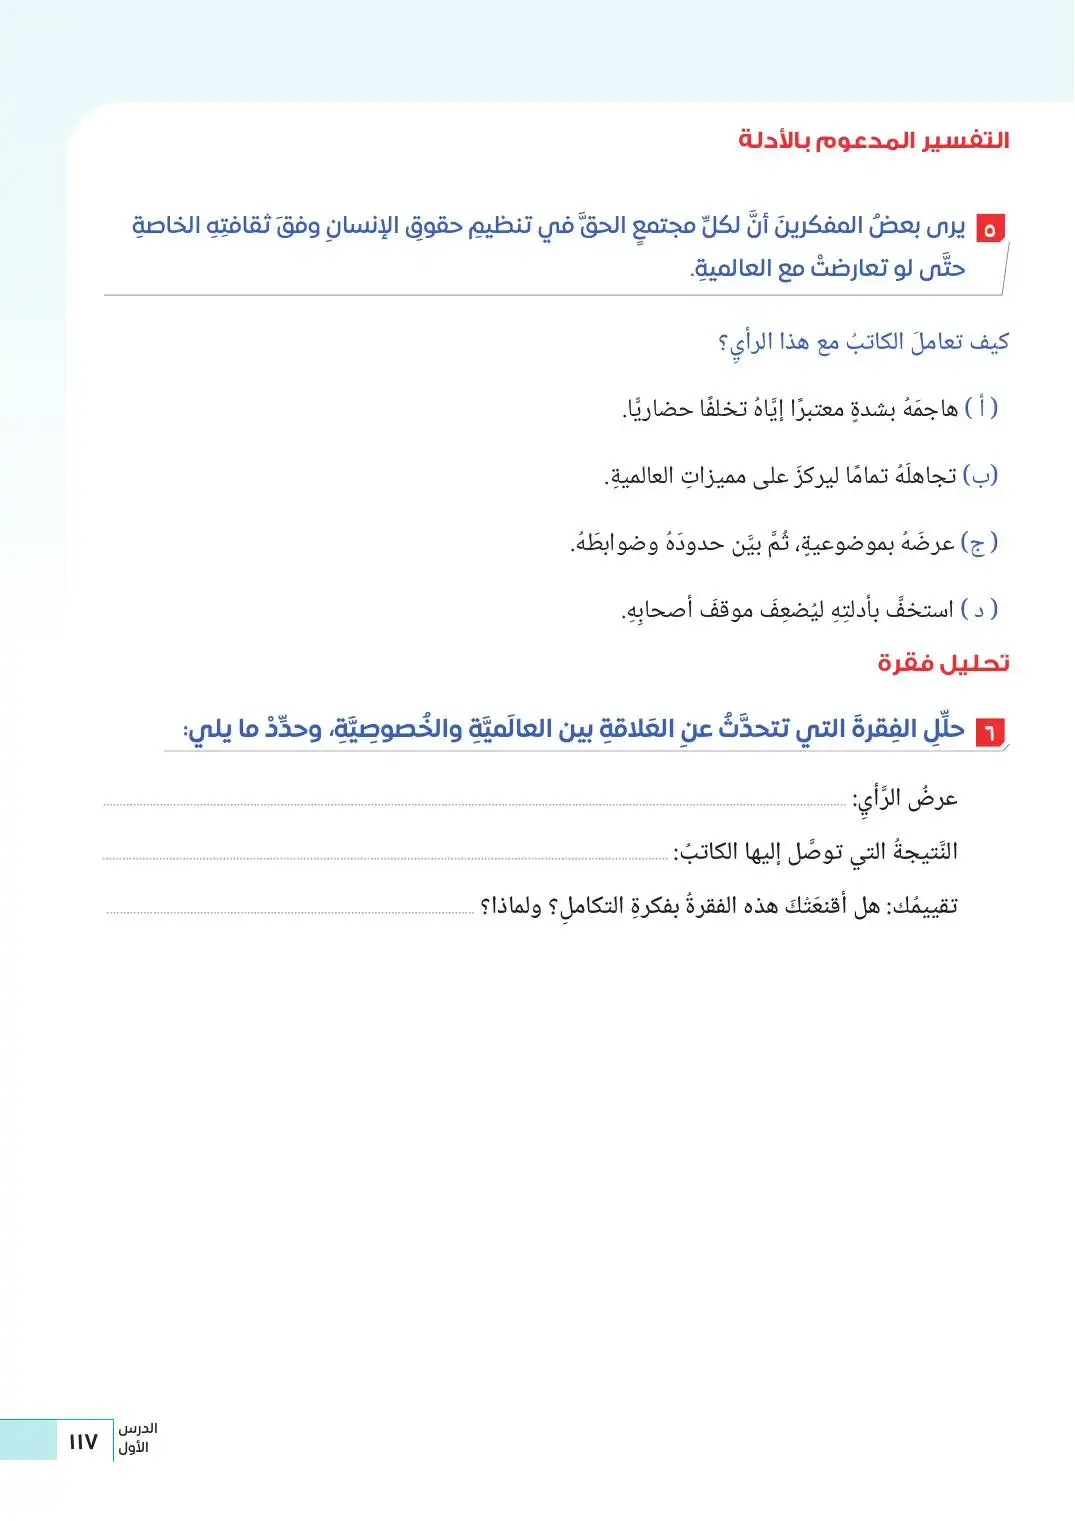 التفسير المدعوم بالأدلة
٥ يرى بعضُ المفكرينَ أنَّ لكلِّ مجتمعٍ الحقَّ في تنظيمِ حقوقِ الإنسانِ وفقَ ثقافتِهِ الخاصةِ
حتَّى لو تعارضتْ مع العالميةِ.
كيف تعاملَ الكاتبُ مع هذا الرأيِ؟
( أ ) هاجمَهُ بشدةٍ معتبرًا إيَّاهُ تخلفًا حضاريًّا.
(ب) تجاهلَهُ تمامًا ليركزَ على مميزاتِ العالميةِ.
( ج) عرضَهُ بموضوعيةٍ، ثُمَّ بيَّن حدودَهُ وضوابطَهُ.
( د ) استخفَّ بأدلتِهِ ليُضعِفَ موقفَ أصحابِهِ.
تحليل فقرة
٦ حلِّلِ الفِقرةَ التي تتحدَّثُ عنِ العَلاقةِ بين العالَميَّةِ والخُصوصِيَّةِ، وحدِّدْ ما يلي:
عرضُ الرَّأيِ:
النَّتيجةُ التي توصَّل إليها الكاتبُ:
تقييمُك: هل أقنعَتْكَ هذه الفقرةُ بفكرةِ التكاملِ؟ ولماذا؟
الدرس
الأول
١١٧